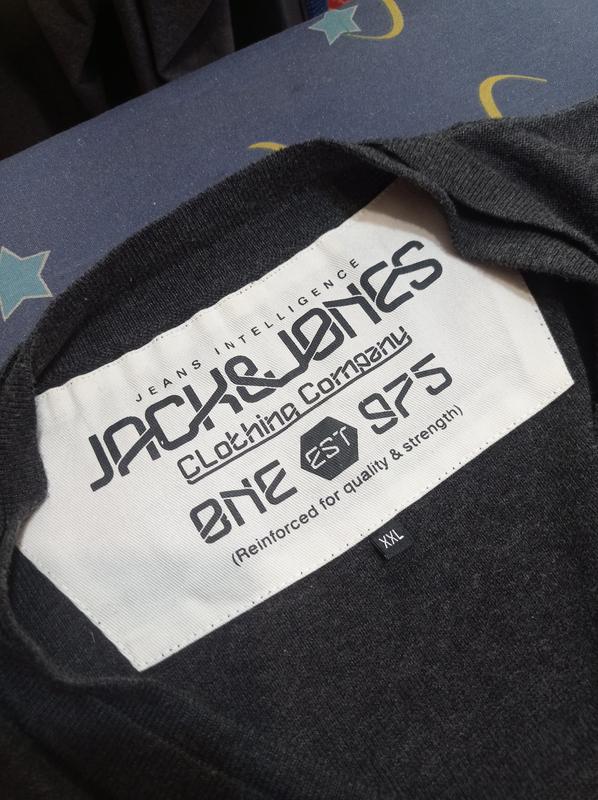 JEANS INTELLIGENCE
JACK&JONES
Clothing Company
ONE EST 975
(Reinforced for quality & strength)
XXL